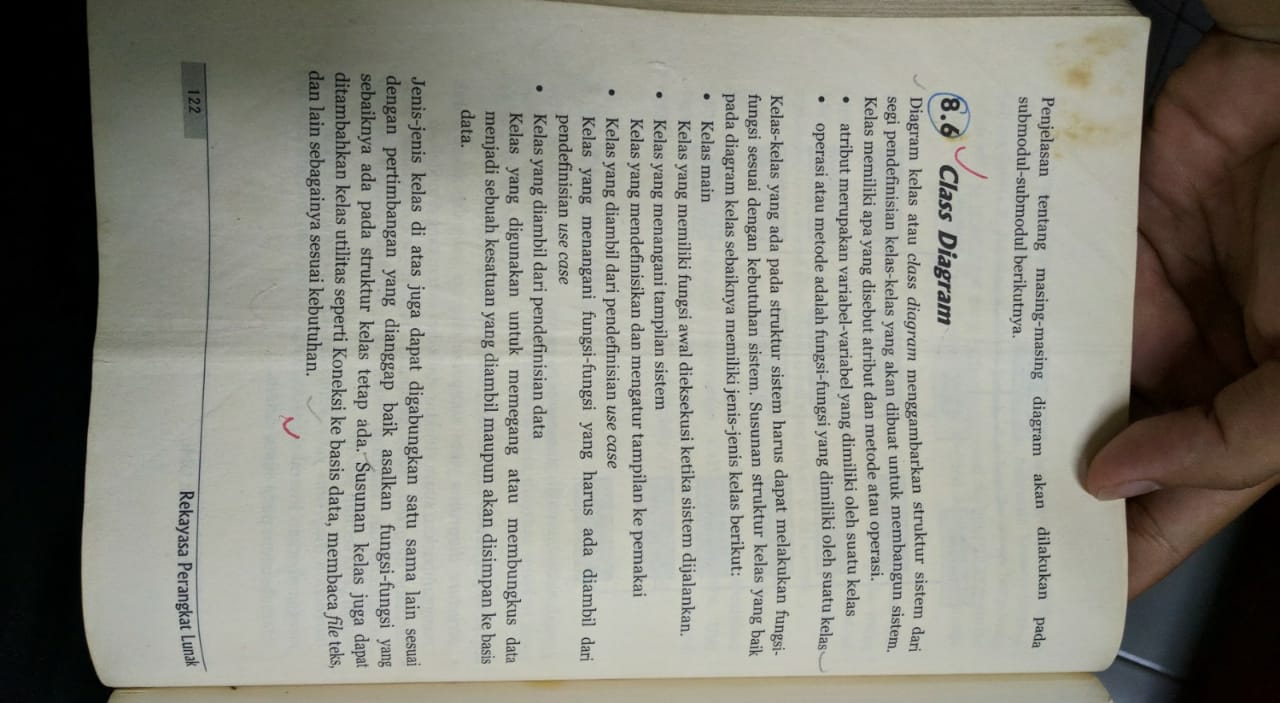 Penjelasan tentang masing-masing diagram akan dilakukan pada
submodul-submodul berikutnya.
8.6 Class Diagram
Diagram kelas atau class diagram menggambarkan struktur sistem dari
segi pendefinisian kelas-kelas yang akan dibuat untuk membangun sistem.
Kelas memiliki apa yang disebut atribut dan metode atau operasi.
• atribut merupakan variabel-variabel yang dimiliki oleh suatu kelas
• operasi atau metode adalah fungsi-fungsi yang dimiliki oleh suatu kelas
Kelas-kelas yang ada pada struktur sistem harus dapat melakukan fungsi-
fungsi sesuai dengan kebutuhan sistem. Susunan struktur kelas yang baik
pada diagram kelas sebaiknya memiliki jenis-jenis kelas berikut:
• Kelas main
Kelas yang memiliki fungsi awal dieksekusi ketika sistem dijalankan.
• Kelas yang menangani tampilan sistem
Kelas yang mendefinisikan dan mengatur tampilan ke pemakai
• Kelas yang diambil dari pendefinisian use case
Kelas yang menangani fungsi-fungsi yang harus ada diambil dari
pendefinisian use case
• Kelas yang diambil dari pendefinisian data
Kelas yang digunakan untuk memegang atau membungkus data
menjadi sebuah kesatuan yang diambil maupun akan disimpan ke basis
data.
Jenis-jenis kelas di atas juga dapat digabungkan satu sama lain sesuai
dengan pertimbangan yang dianggap baik asalkan fungsi-fungsi yang
sebaiknya ada pada struktur kelas tetap ada. Susunan kelas juga dapat
ditambahkan kelas utilitas seperti Koneksi ke basis data, membaca file teks,
dan lain sebagainya sesuai kebutuhan.
122
Rekayasa Perangkat Lunak